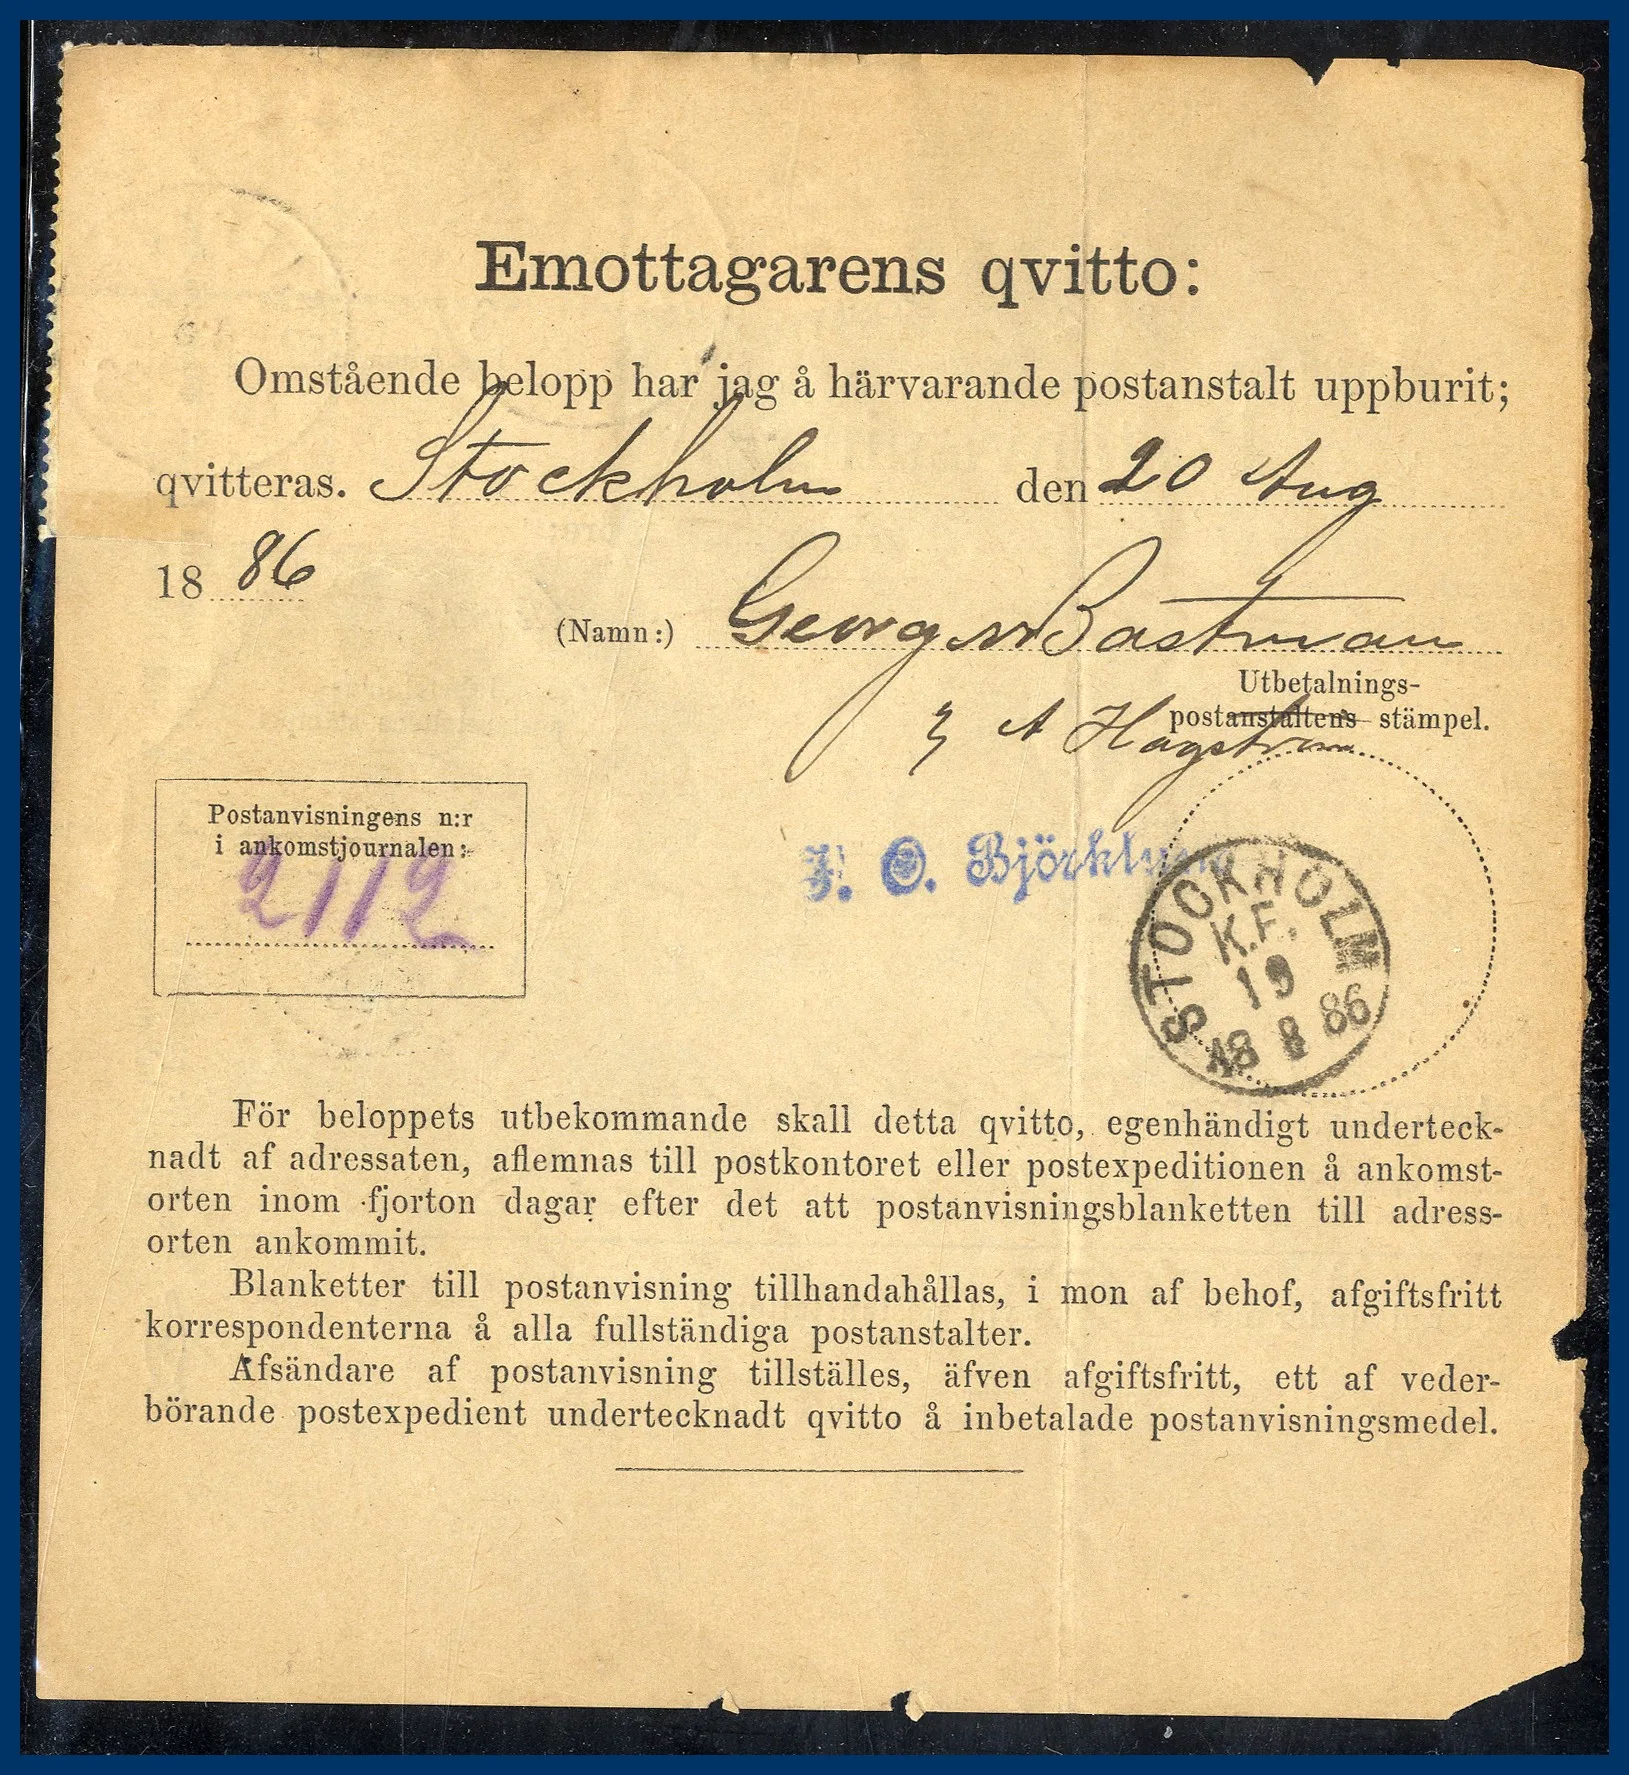 Emottagarens qvitto:
Omstående belopp har jag å härvarande postanstalt uppburit;
qvitteras. Stockholm den 20 Aug
18 86
(Namn:) Georg Bastman
Utbetalnings-
postanstaltens stämpel.
A Hagström
Postanvisningens n:r
i ankomstjournalen:
2112
J. O. Björklund
STOCKHOLM
K.F.
19
8 86
För beloppets utbekommande skall detta qvitto, egenhändigt underteck-
nadt af adressaten, aflemnas till postkontoret eller postexpeditionen å ankomst-
orten inom fjorton dagar efter det att postanvisningsblanketten till adress-
orten ankommit.
Blanketter till postanvisning tillhandahållas, i mon af behof, afgiftsfritt
korrespondenterna å alla fullständiga postanstalter.
Afsändare af postanvisning tillställes, äfven afgiftsfritt, ett af veder-
börande postexpedient undertecknadt qvitto å inbetalade postanvisningsmedel.